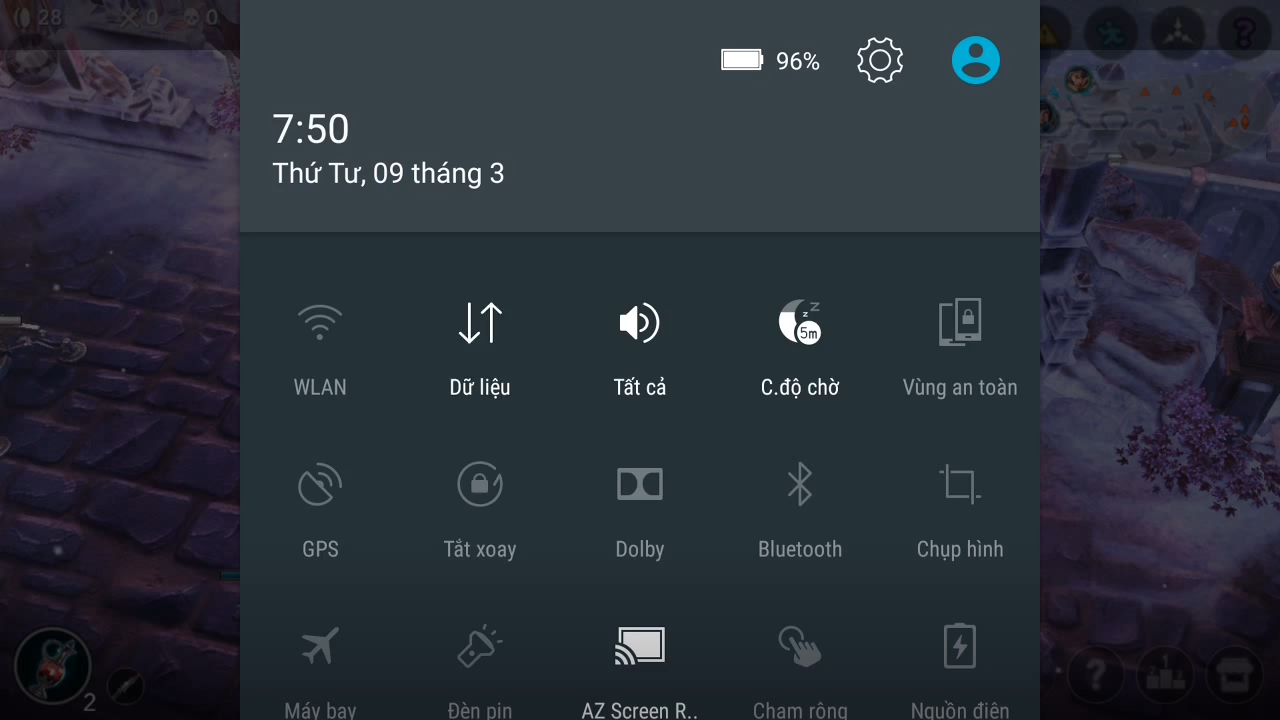 28
0
0
96%
7:50
Thứ Tư, 09 tháng 3
WLAN
Dữ liệu
Tất cả
5m
C.độ chờ
Vùng an toàn
GPS
Tắt xoay
Dolby
Bluetooth
Chụp hình
Máy bay
Đèn pin
AZ Screen R..
Chạm rộng
Nguồn điện
2